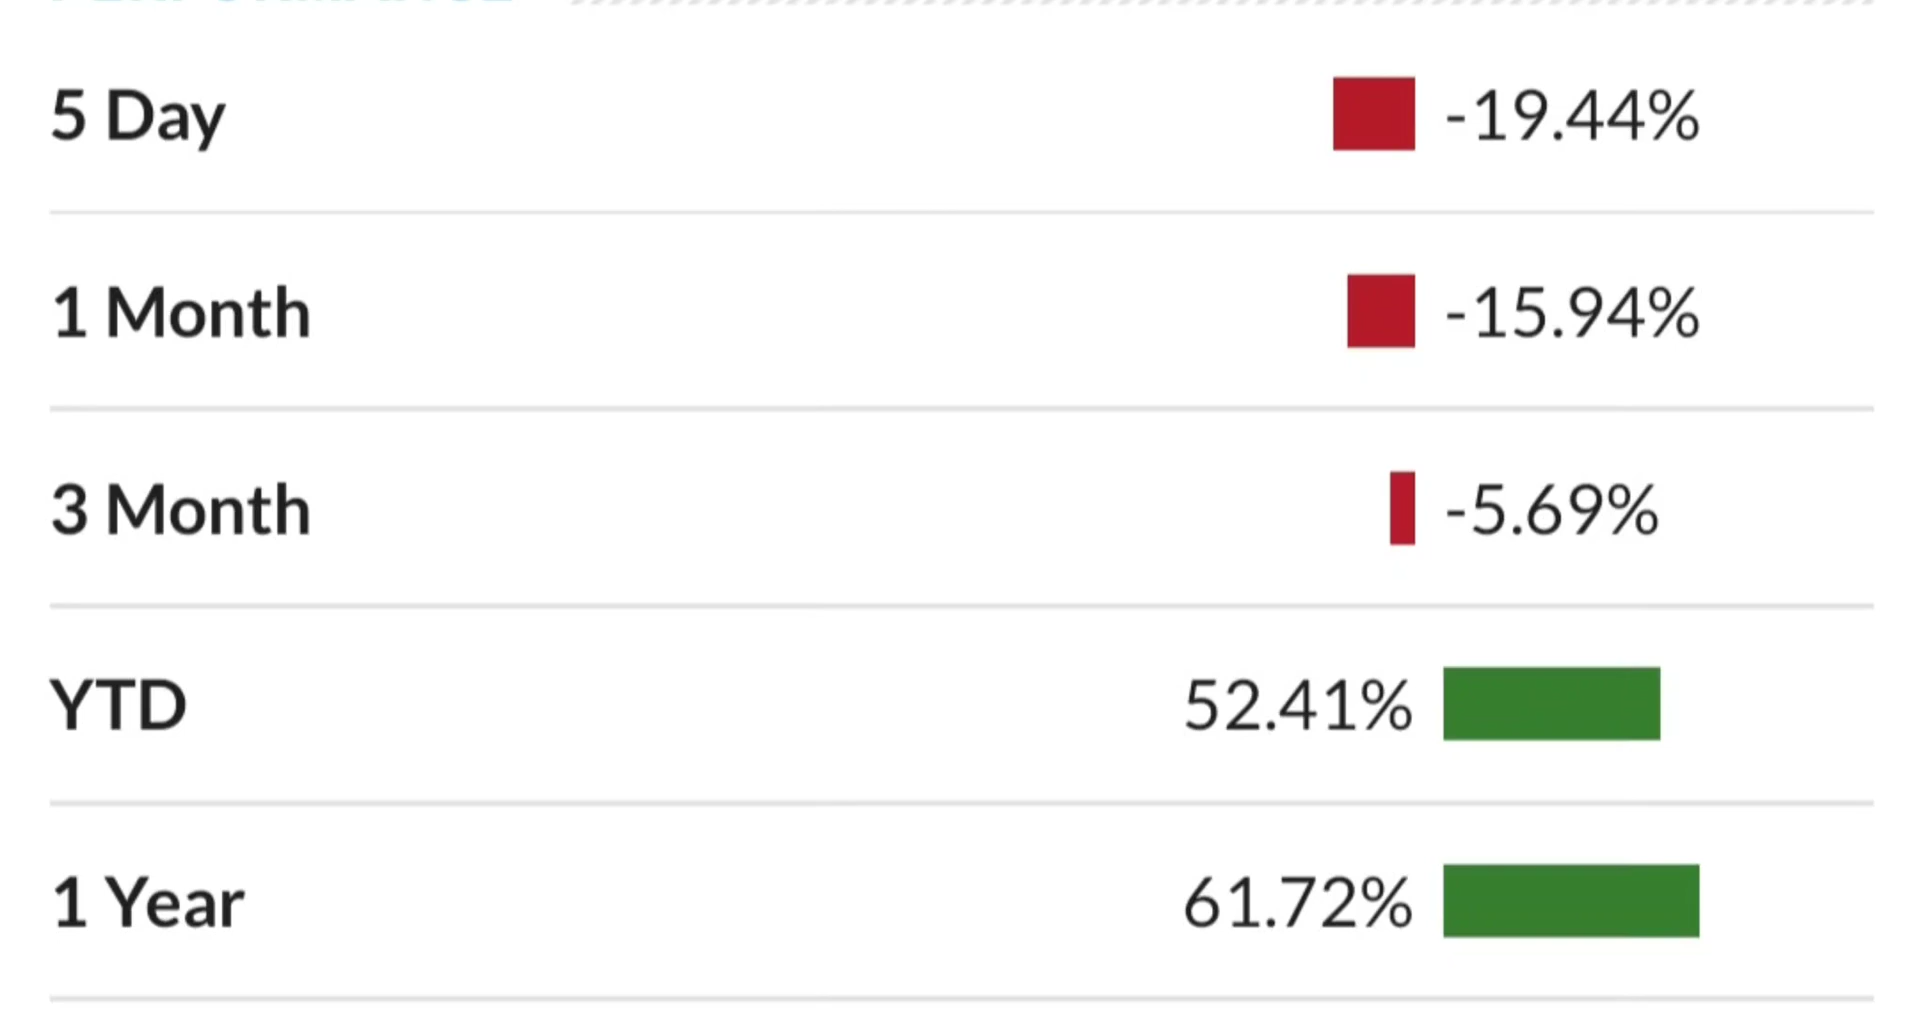 PERFORMANCE
5 Day -19.44%
1 Month -15.94%
3 Month -5.69%
YTD 52.41%
1 Year 61.72%